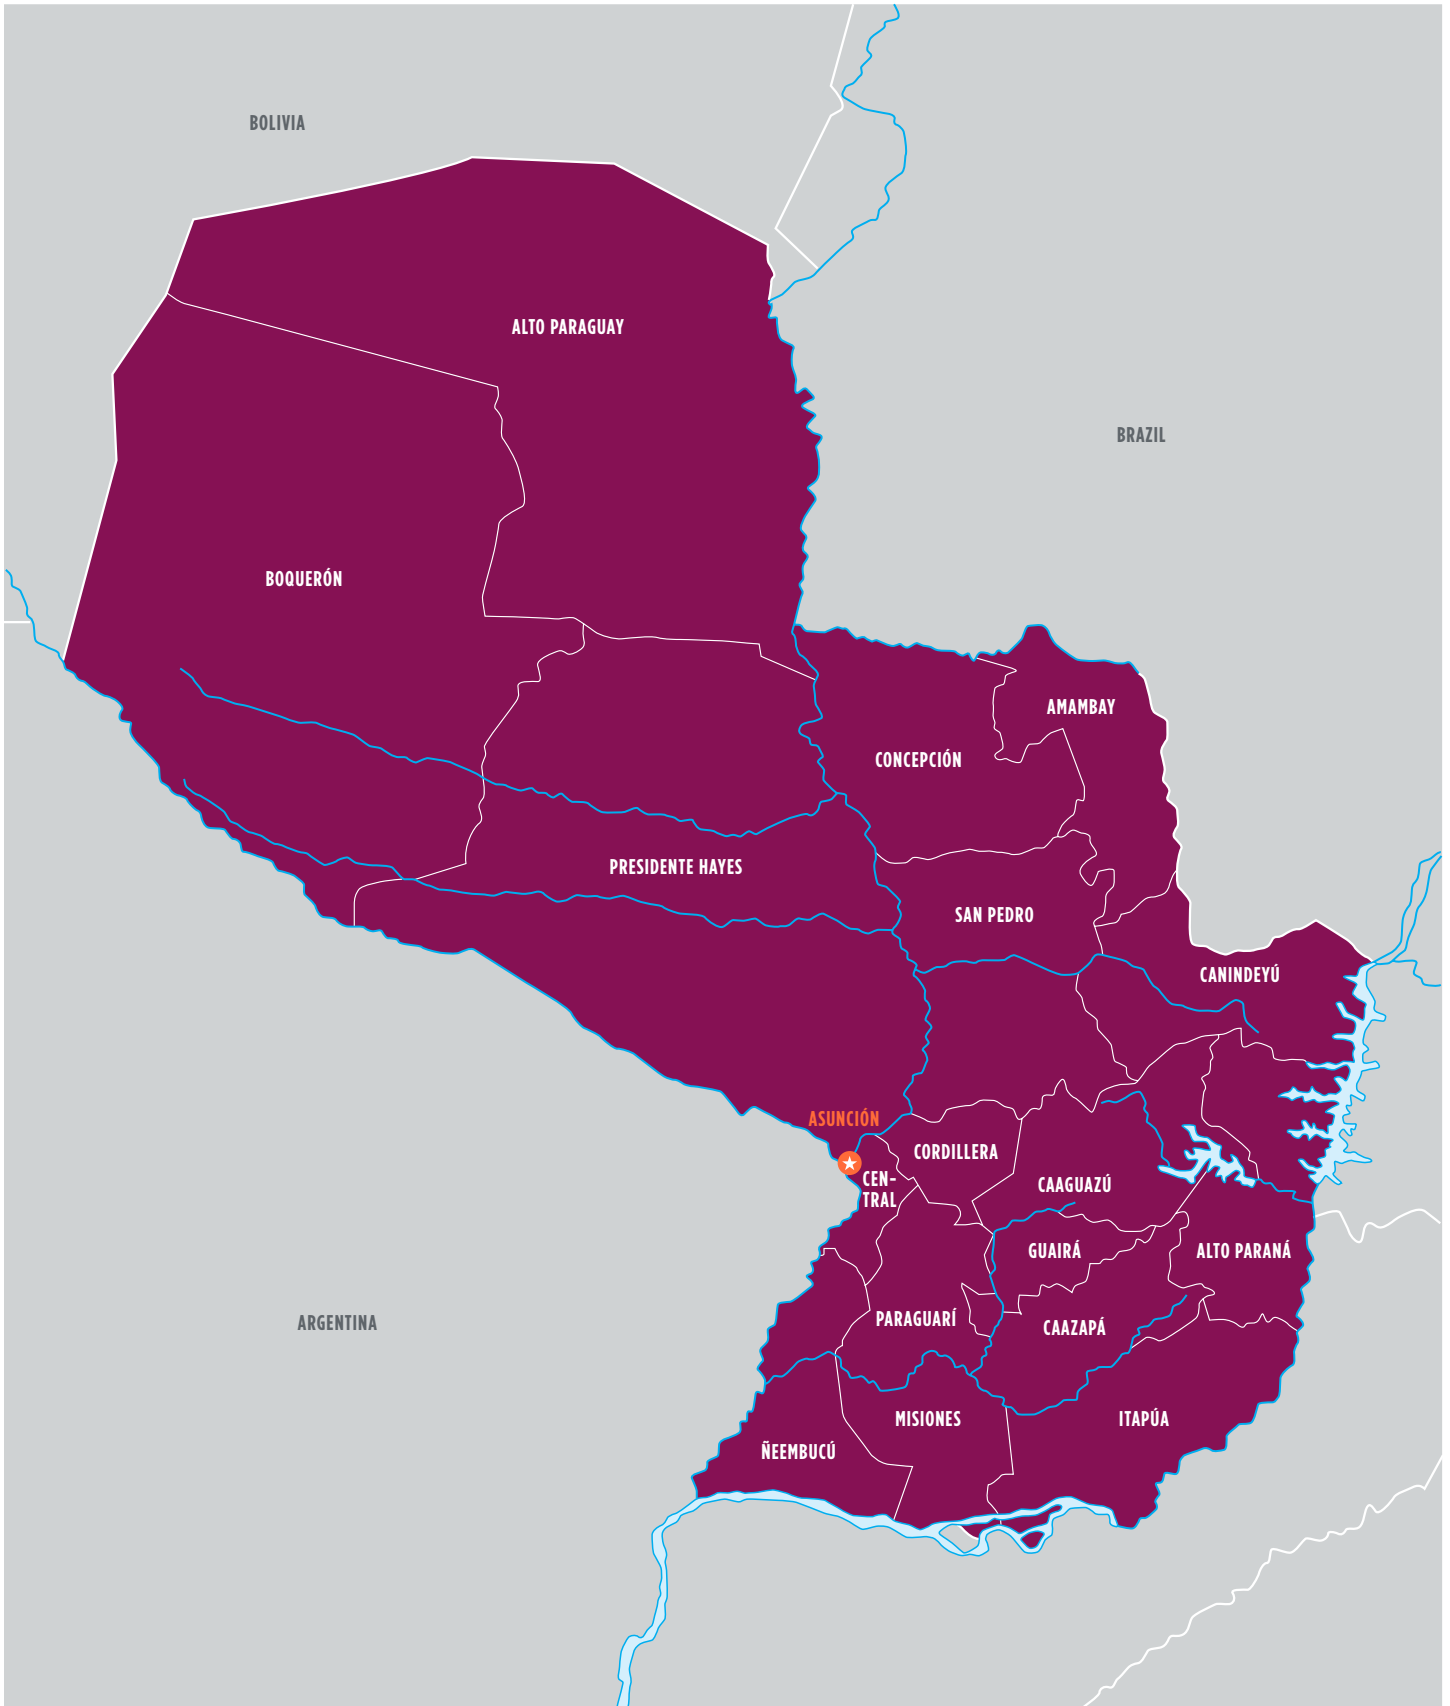 BOLIVIA
ALTO PARAGUAY
BRAZIL
BOQUERÓN
AMAMBAY
CONCEPCIÓN
PRESIDENTE HAYES
SAN PEDRO
CANINDEYÚ
ASUNCIÓN
CORDILLERA
CEN-
TRAL
CAAGUAZÚ
GUAIRÁ
ALTO PARANÁ
PARAGUARÍ
ARGENTINA
CAAZAPÁ
MISIONES
ITAPÚA
ÑEEMBUCÚ